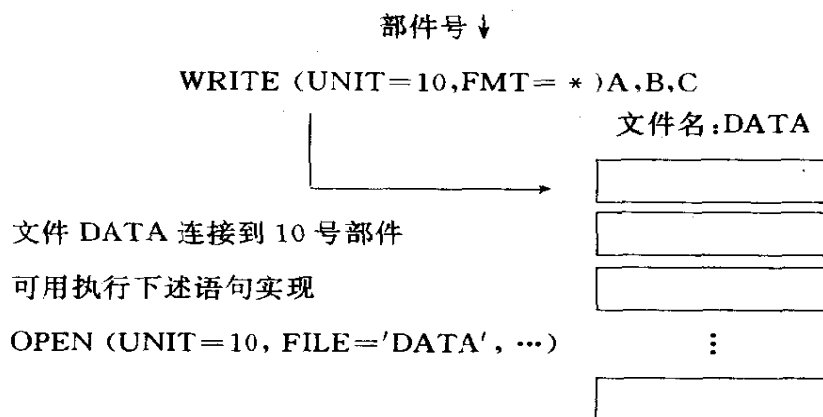 部件号↓
WRITE (UNIT=10,FMT= * )A,B,C
文件名:DATA
文件 DATA 连接到 10 号部件
可用执行下述语句实现
OPEN (UNIT=10, FILE='DATA', …)
⋮